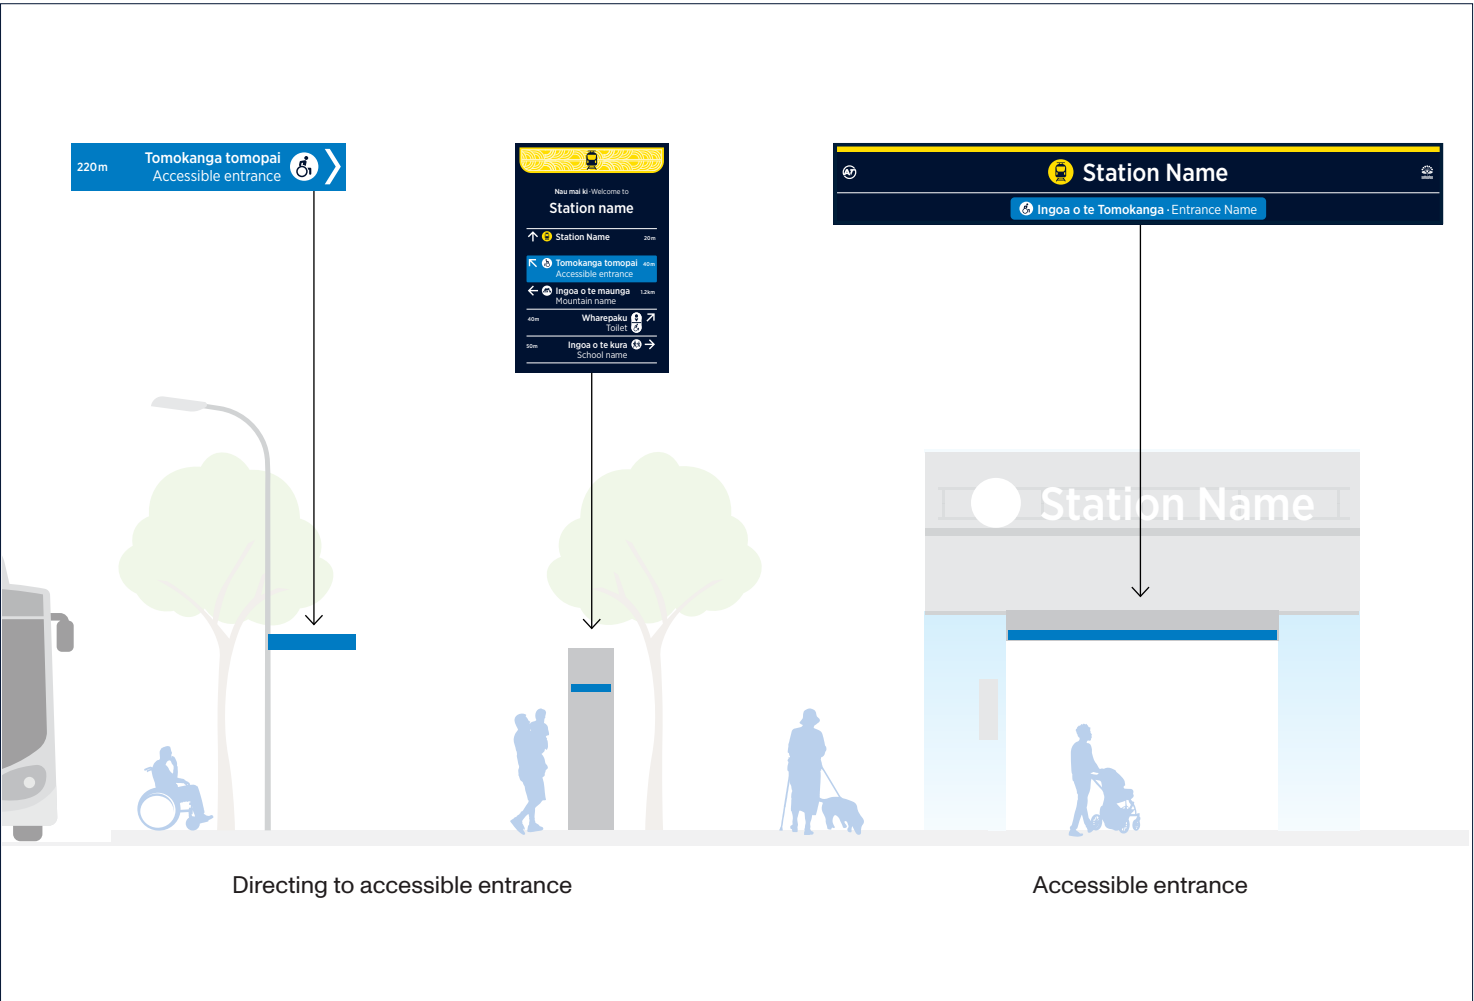 220m
Tomokanga tomopai
Accessible entrance
Nau mai ki · Welcome to
Station name
Station Name 20m
Tomokanga tomopai 40m
Accessible entrance
Ingoa o te maunga 1.2km
Mountain name
40m Wharepaku
Toilet
50m Ingoa o te kura
School name
AT
Station Name
Ingoa o te Tomokanga · Entrance Name
Station Name
Directing to accessible entrance
Accessible entrance